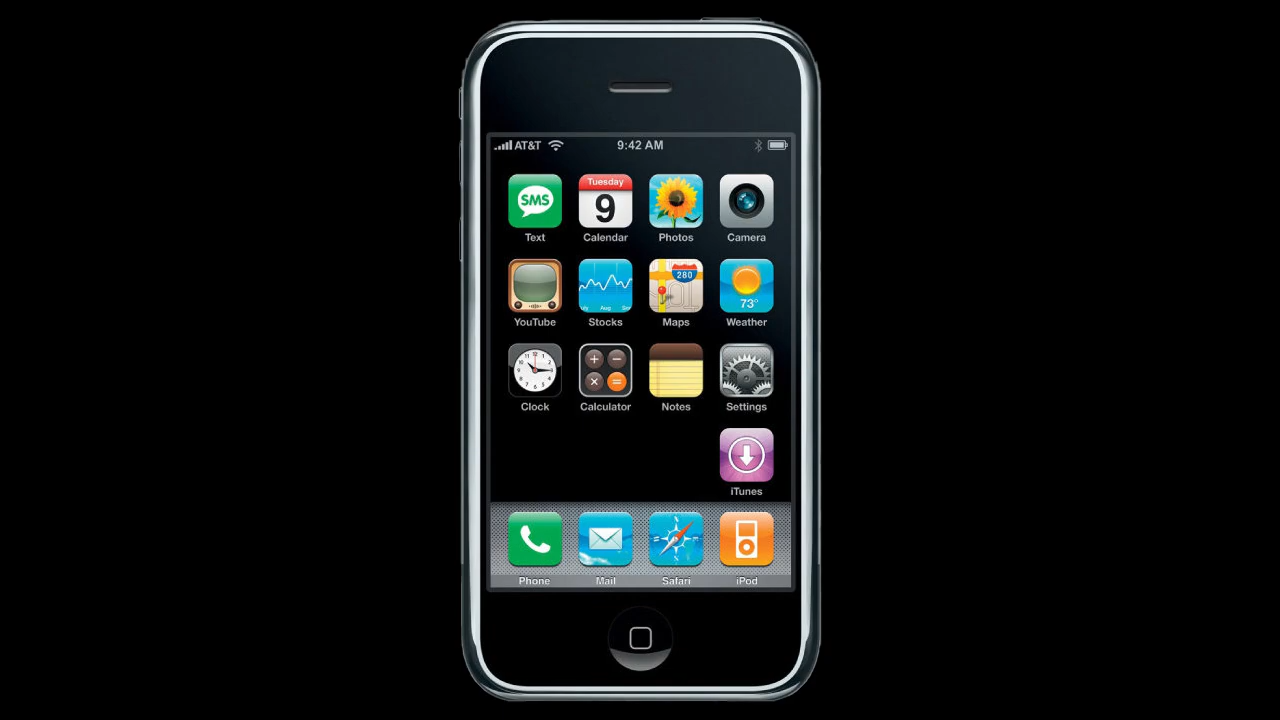 AT&T 9:42 AM
SMS Tuesday
9
Text Calendar Photos Camera
280
73°
Aug
YouTube Stocks Maps Weather
Clock Calculator Notes Settings
iTunes
Phone Mail Safari iPod